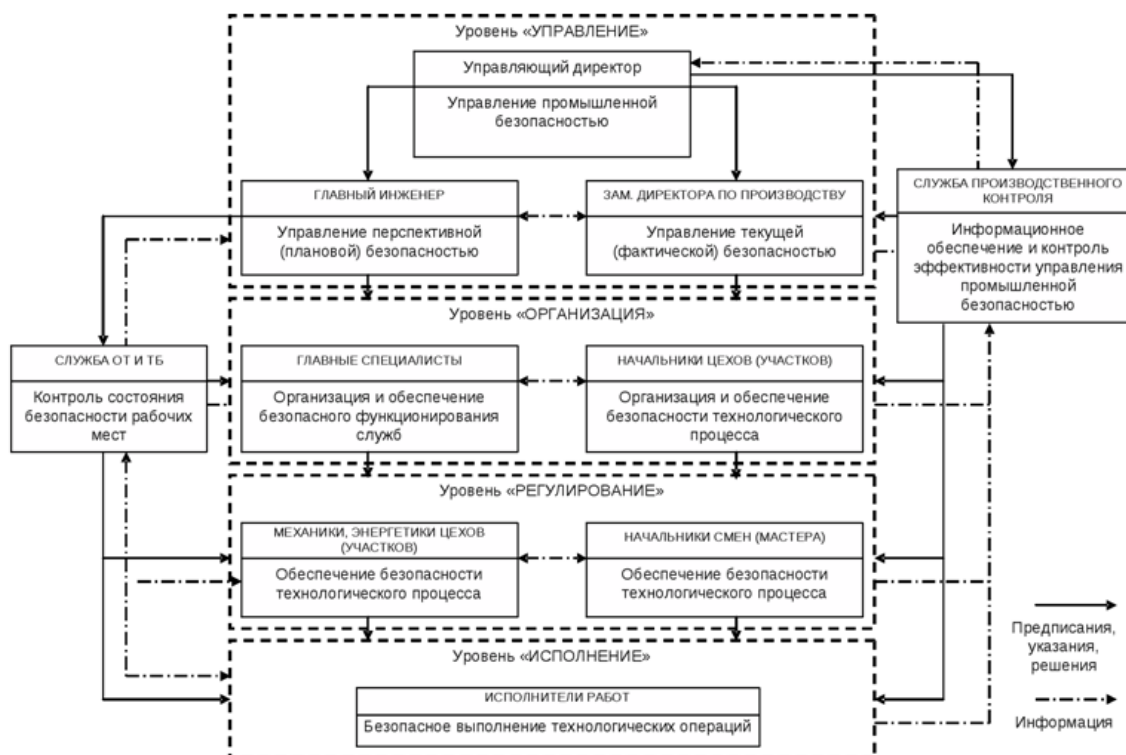 Уровень «УПРАВЛЕНИЕ»
Управляющий директор
Управление промышленной
безопасностью
ГЛАВНЫЙ ИНЖЕНЕР
Управление перспективной
(плановой) безопасностью
ЗАМ. ДИРЕКТОРА ПО ПРОИЗВОДСТВУ
Управление текущей
(фактической) безопасностью
СЛУЖБА ПРОИЗВОДСТВЕННОГО
КОНТРОЛЯ
Информационное
обеспечение и контроль
эффективности управления
промышленной
безопасностью
Уровень «ОРГАНИЗАЦИЯ»
СЛУЖБА ОТ И ТБ
Контроль состояния
безопасности рабочих
мест
ГЛАВНЫЕ СПЕЦИАЛИСТЫ
Организация и обеспечение
безопасного функционирования
служб
НАЧАЛЬНИКИ ЦЕХОВ (УЧАСТКОВ)
Организация и обеспечение
безопасности технологического
процесса
Уровень «РЕГУЛИРОВАНИЕ»
МЕХАНИКИ, ЭНЕРГЕТИКИ ЦЕХОВ
(УЧАСТКОВ)
Обеспечение безопасности
технологического процесса
НАЧАЛЬНИКИ СМЕН (МАСТЕРА)
Обеспечение безопасности
технологического процесса
Уровень «ИСПОЛНЕНИЕ»
ИСПОЛНИТЕЛИ РАБОТ
Безопасное выполнение технологических операций
Предписания,
указания,
решения
Информация